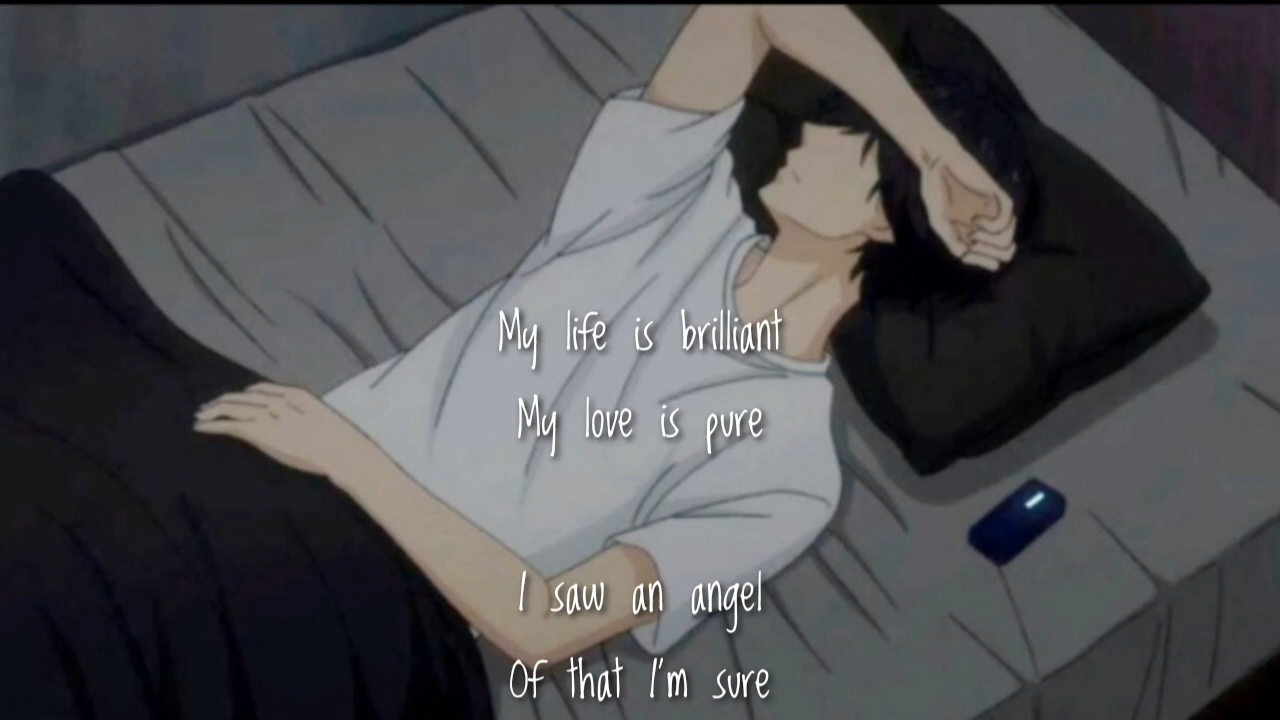 My life is brilliant
My love is pure
I saw an angel
Of that I'm sure